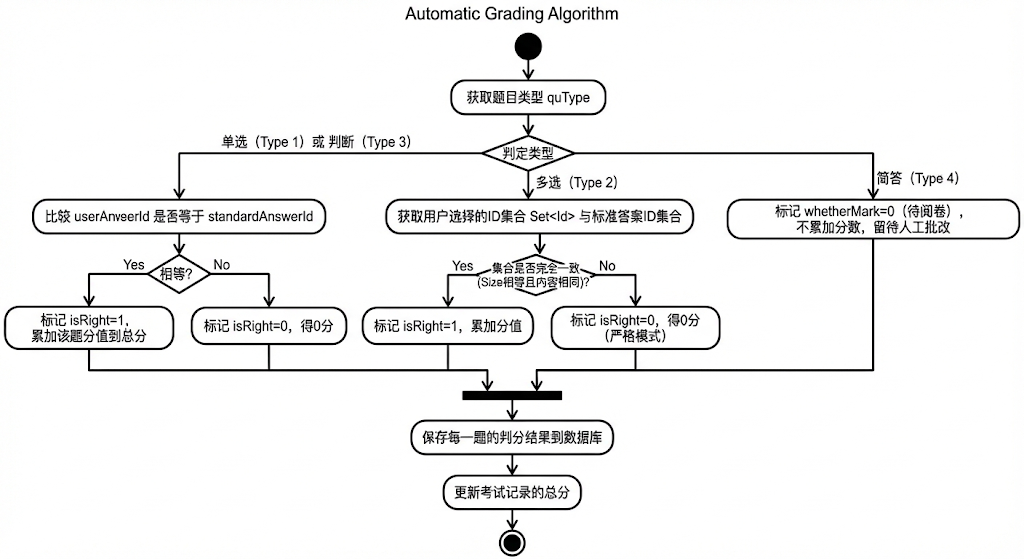 Automatic Grading Algorithm
获取题目类型 quType
单选（Type 1）或 判断（Type 3）
判定类型
多选（Type 2）
简答（Type 4）
比较 userAnveerId 是否等于 standardAnswerId
获取用户选择的ID集合 Set<Id> 与标准答案ID集合
标记 whetherMark=0（待阅卷），
不累加分数，留待人工批改
Yes
相等?
No
Yes
集合是否完全一致
(Size相等且内容相同)?
No
标记 isRight=1，
累加该题分值到总分
标记 isRight=0，得0分
标记 isRight=1，累加分值
标记 isRight=0，得0分
（严格模式）
保存每一题的判分结果到数据库
更新考试记录的总分